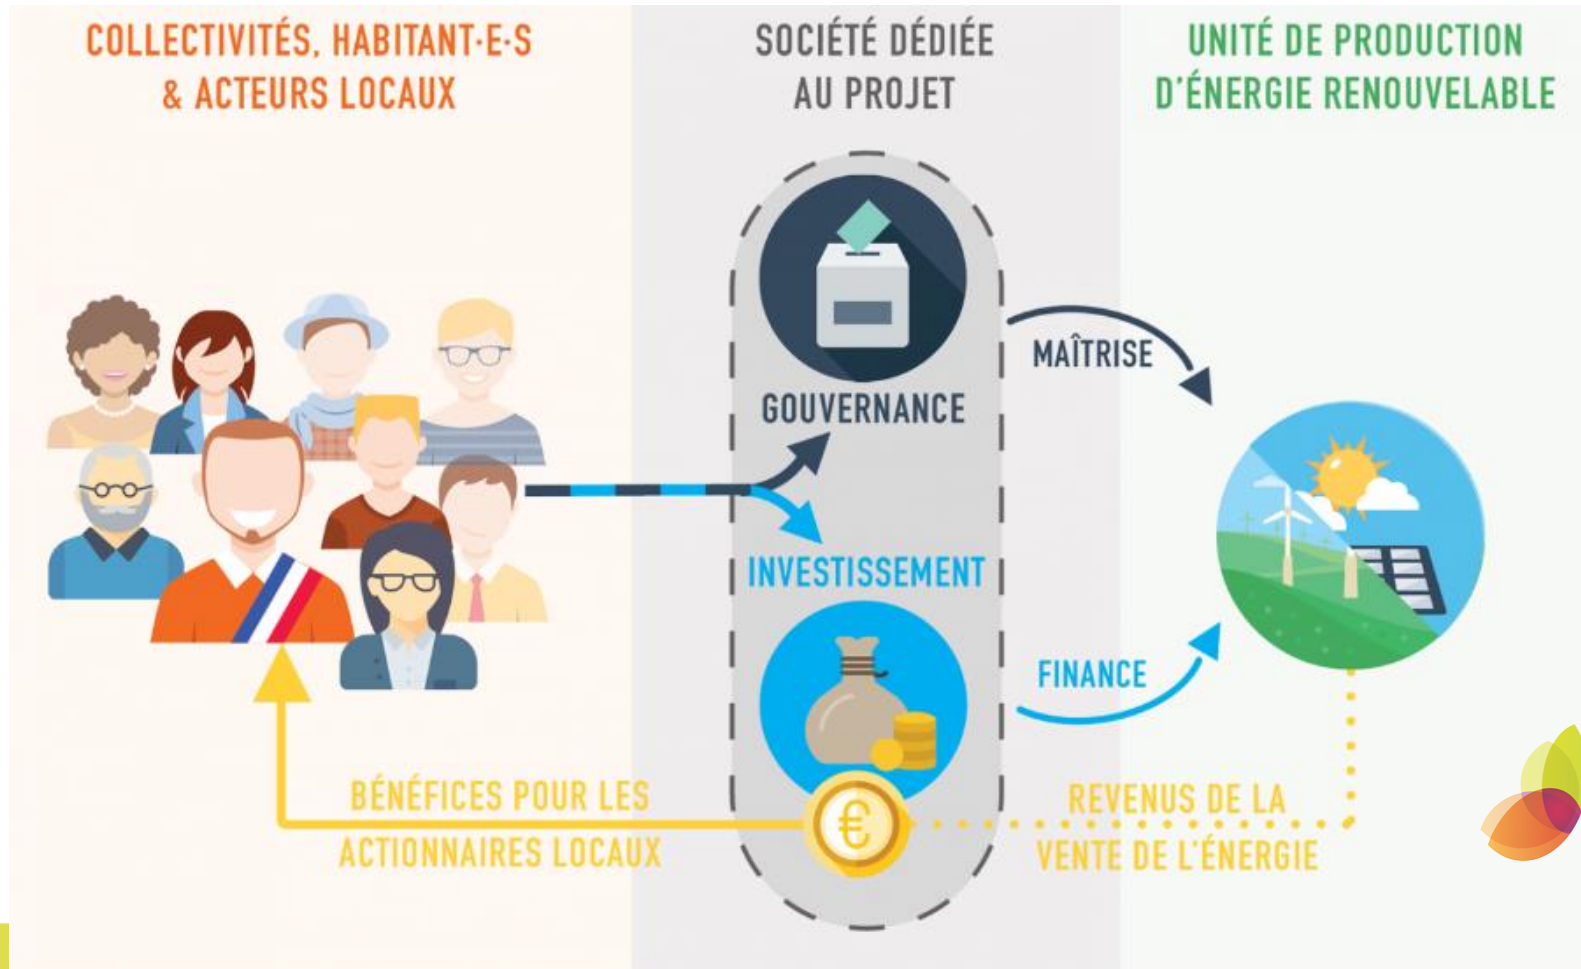 COLLECTIVITÉS, HABITANT·E·S
& ACTEURS LOCAUX
SOCIÉTÉ DÉDIÉE
AU PROJET
UNITÉ DE PRODUCTION
D'ÉNERGIE RENOUVELABLE
GOUVERNANCE
MAÎTRISE
INVESTISSEMENT
FINANCE
BÉNÉFICES POUR LES
ACTIONNAIRES LOCAUX
€
REVENUS DE LA
VENTE DE L'ÉNERGIE